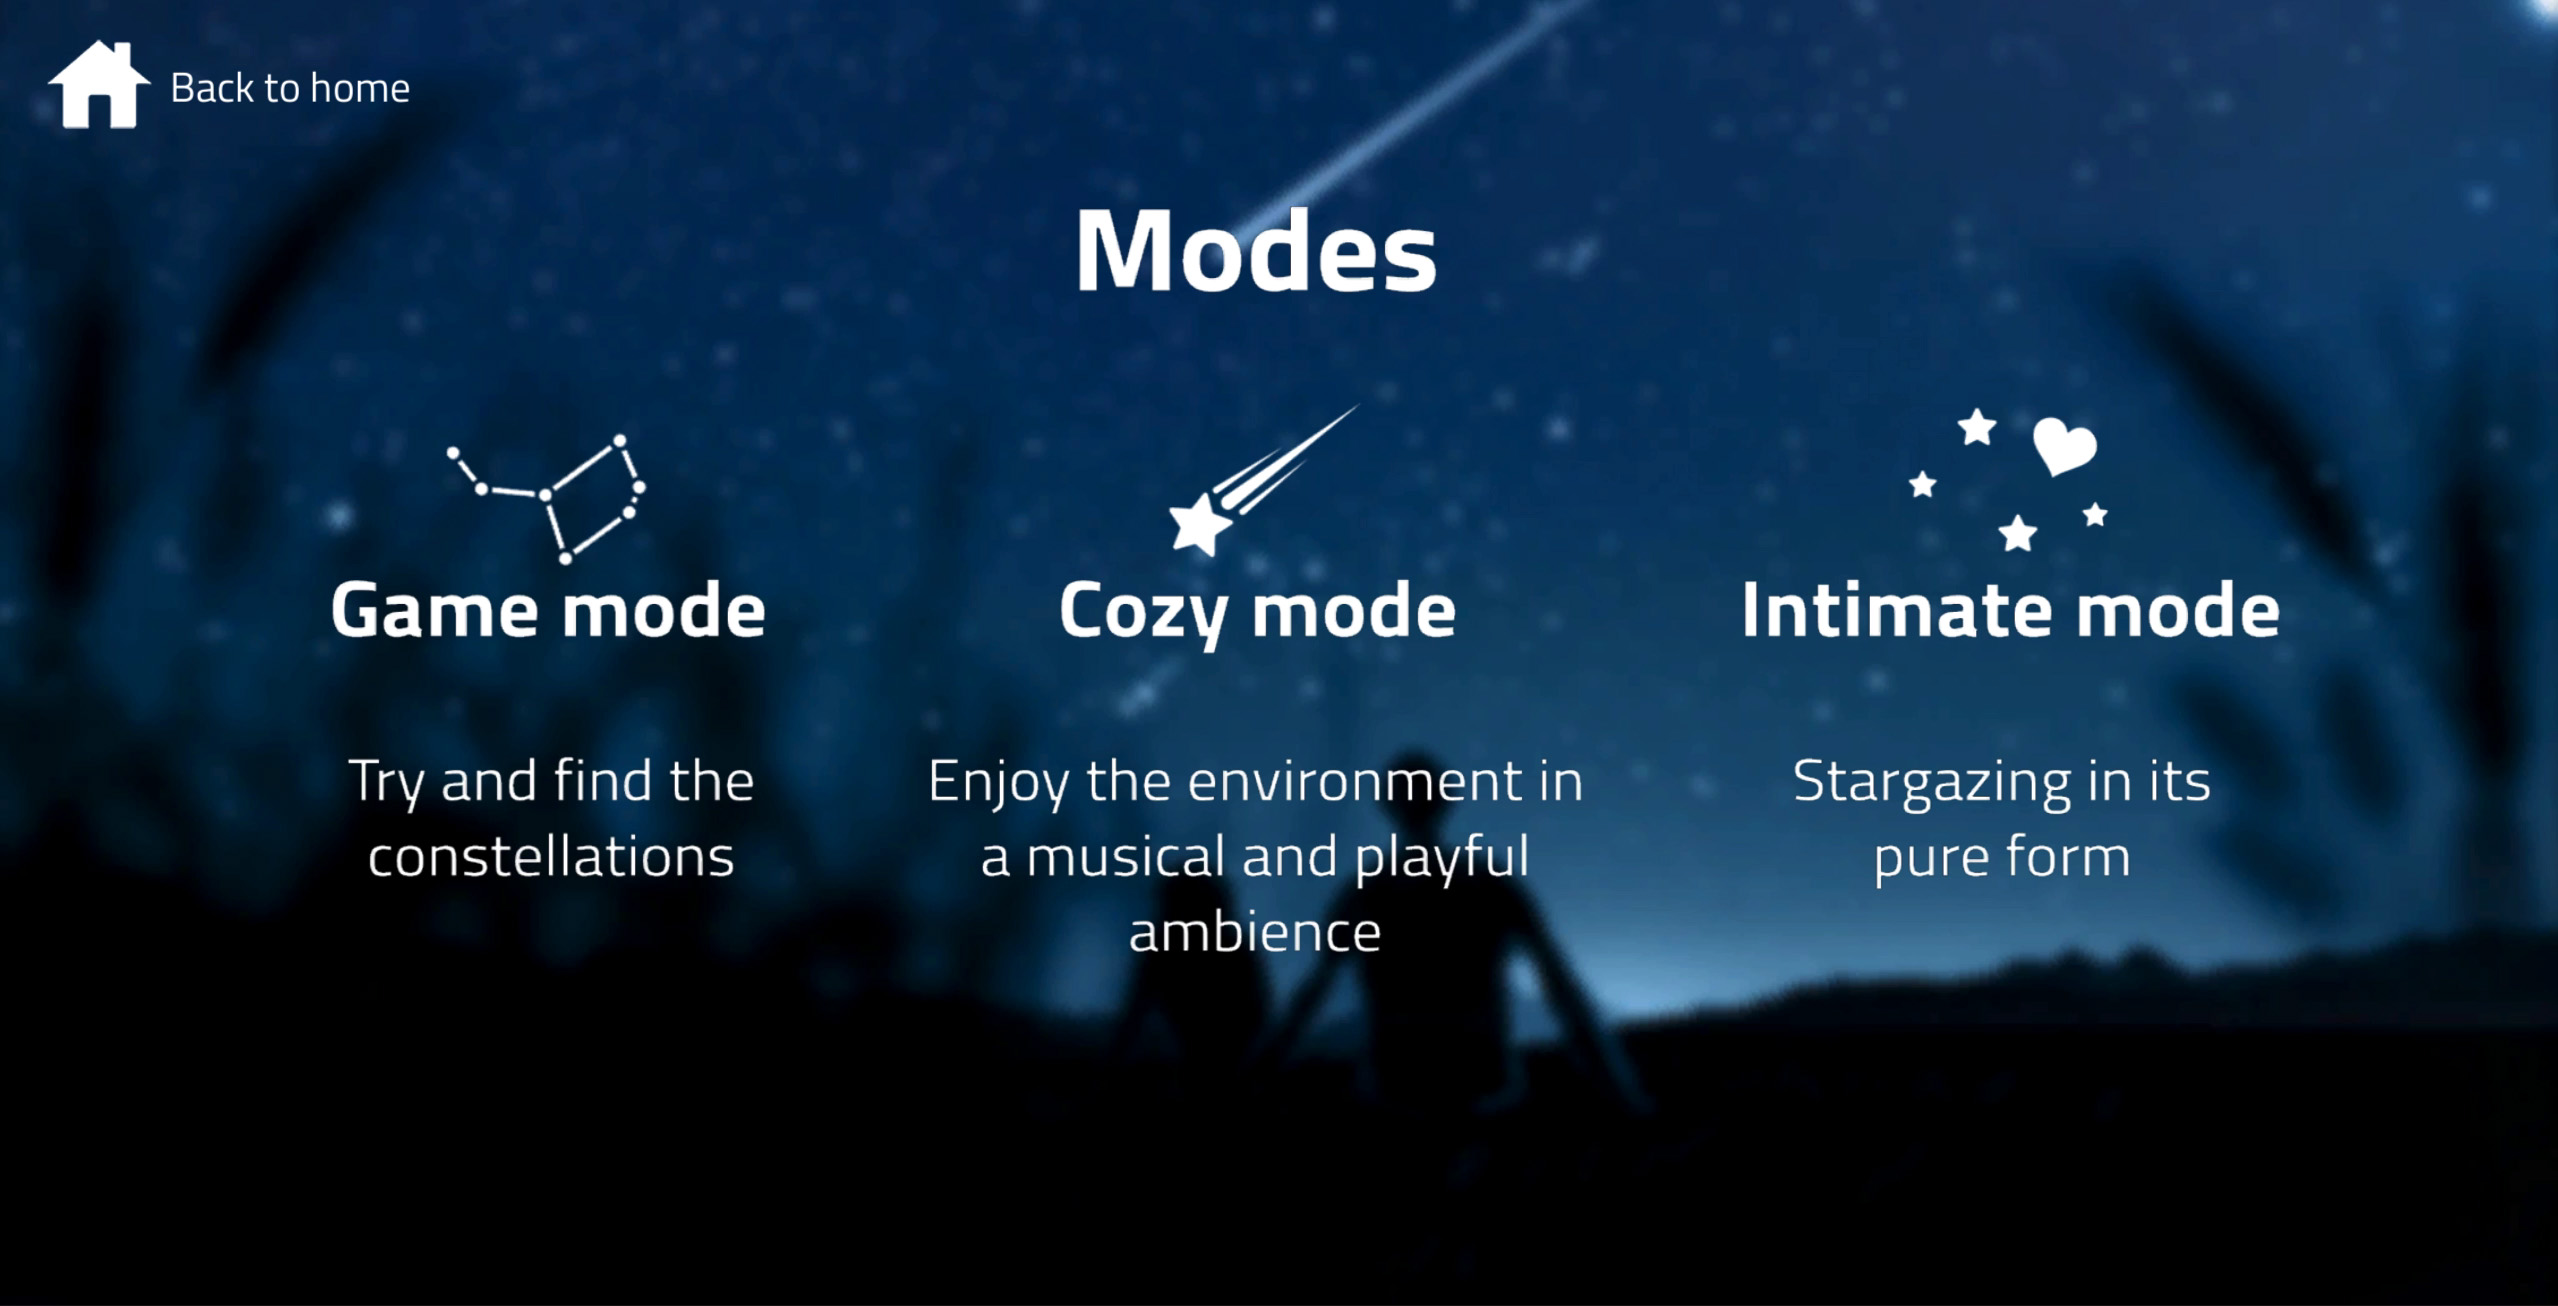 Back to home
Modes
Game mode
Try and find the
constellations
Cozy mode
Enjoy the environment in
a musical and playful
ambience
Intimate mode
Stargazing in its
pure form